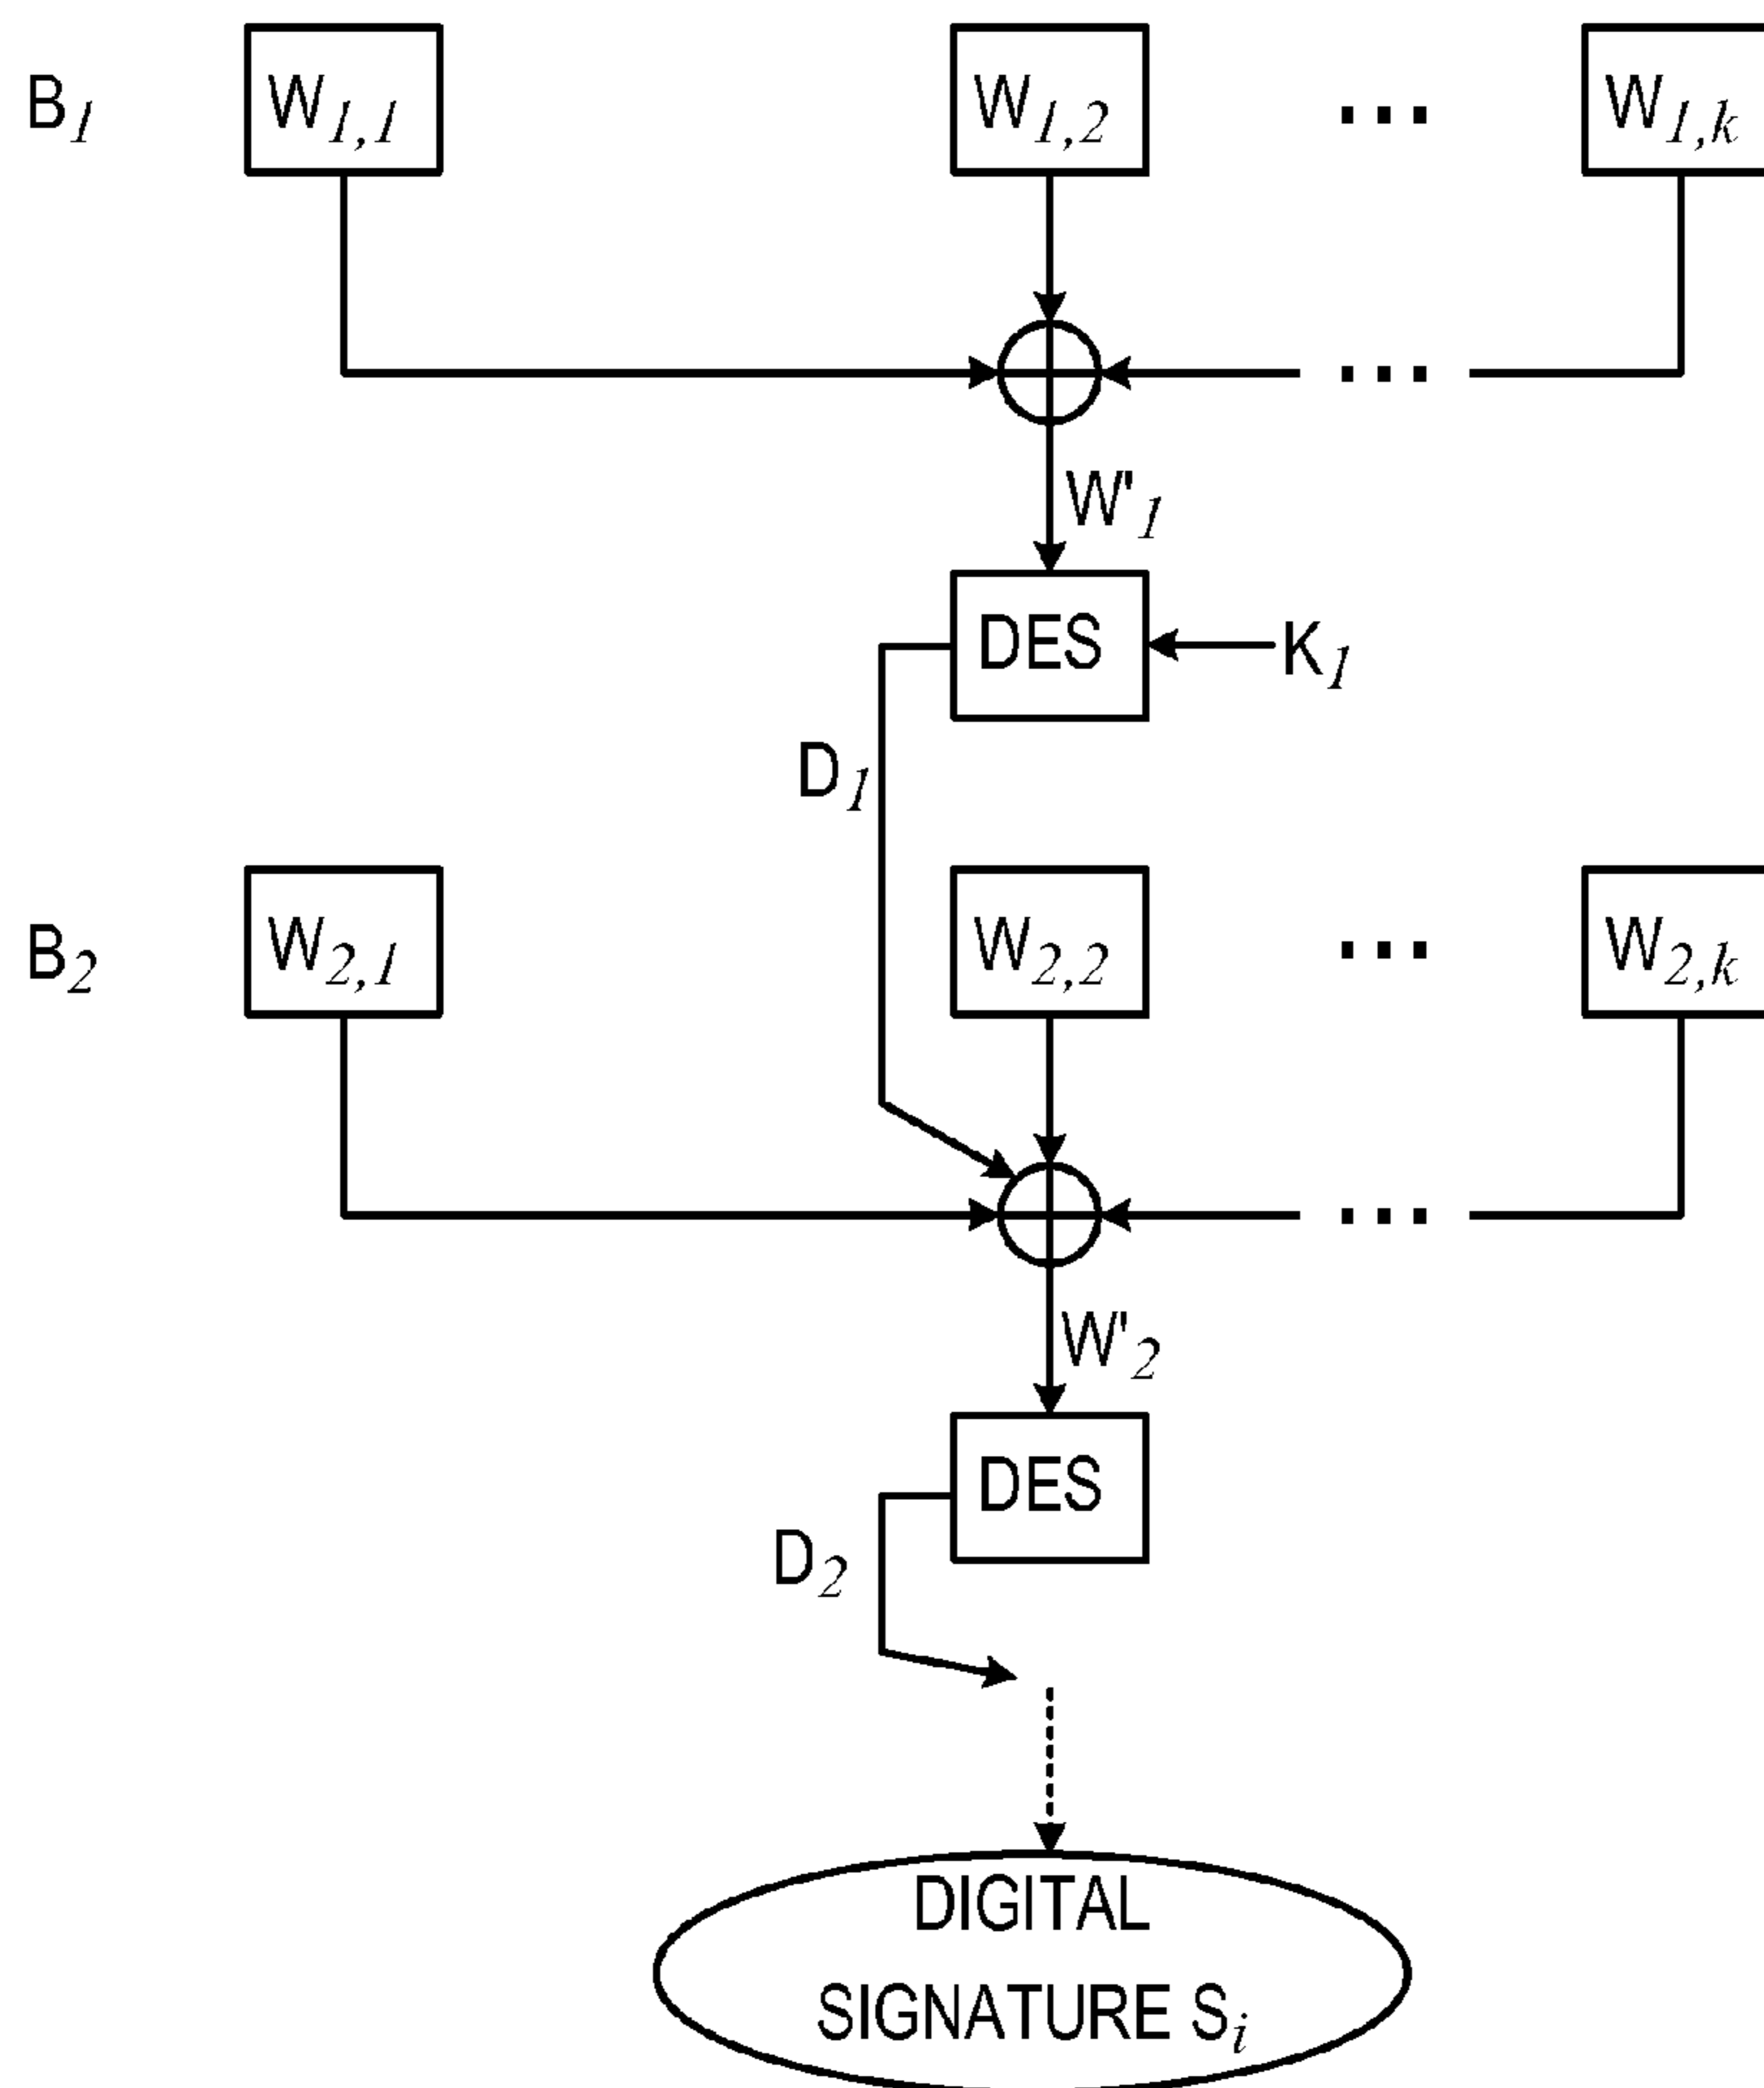 B1 W1,1 W1,2 ... W1,k
W'1
DES K1
D1
B2 W2,1 W2,2 ... W2,k
...
W'2
DES
D2
DIGITAL
SIGNATURE Si